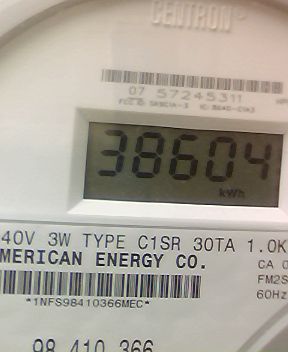 CENTRON
07 57245311
38604
kWh
40V 3W TYPE C1SR 30TA 1.0K
MERICAN ENERGY CO.
CA 0
FM2S
60Hz
*1NFS98410366MEC*
98 410 366